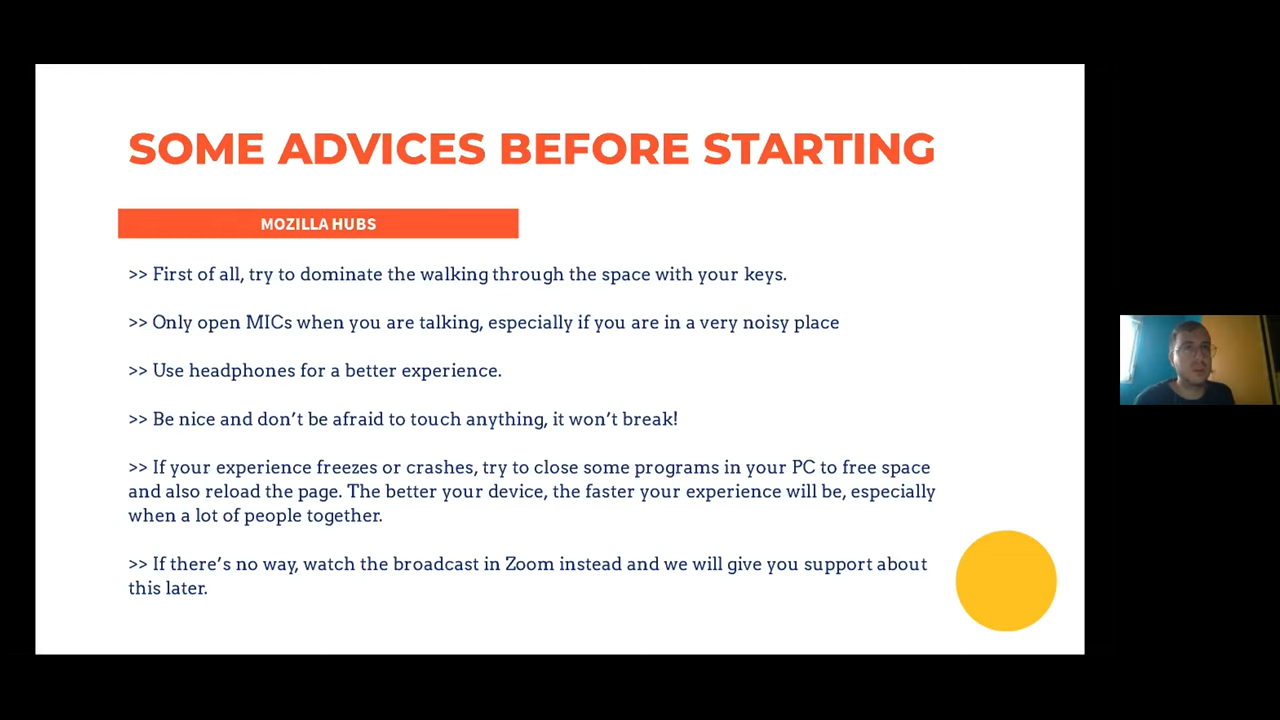 SOME ADVICES BEFORE STARTING
MOZILLA HUBS
>> First of all, try to dominate the walking through the space with your keys.
>> Only open MICs when you are talking, especially if you are in a very noisy place
>> Use headphones for a better experience.
>> Be nice and don’t be afraid to touch anything, it won’t break!
>> If your experience freezes or crashes, try to close some programs in your PC to free space
and also reload the page. The better your device, the faster your experience will be, especially
when a lot of people together.
>> If there’s no way, watch the broadcast in Zoom instead and we will give you support about
this later.